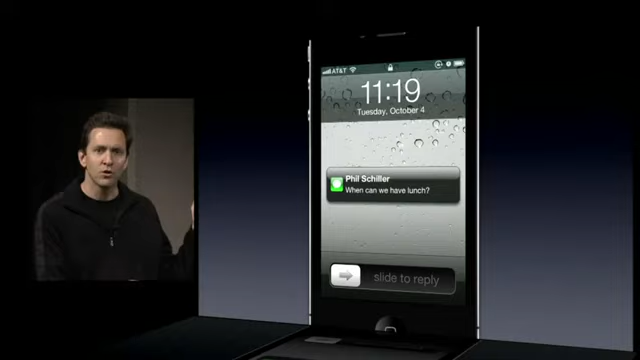 AT&T
11:19
Tuesday, October 4
Phil Schiller
When can we have lunch?
slide to reply